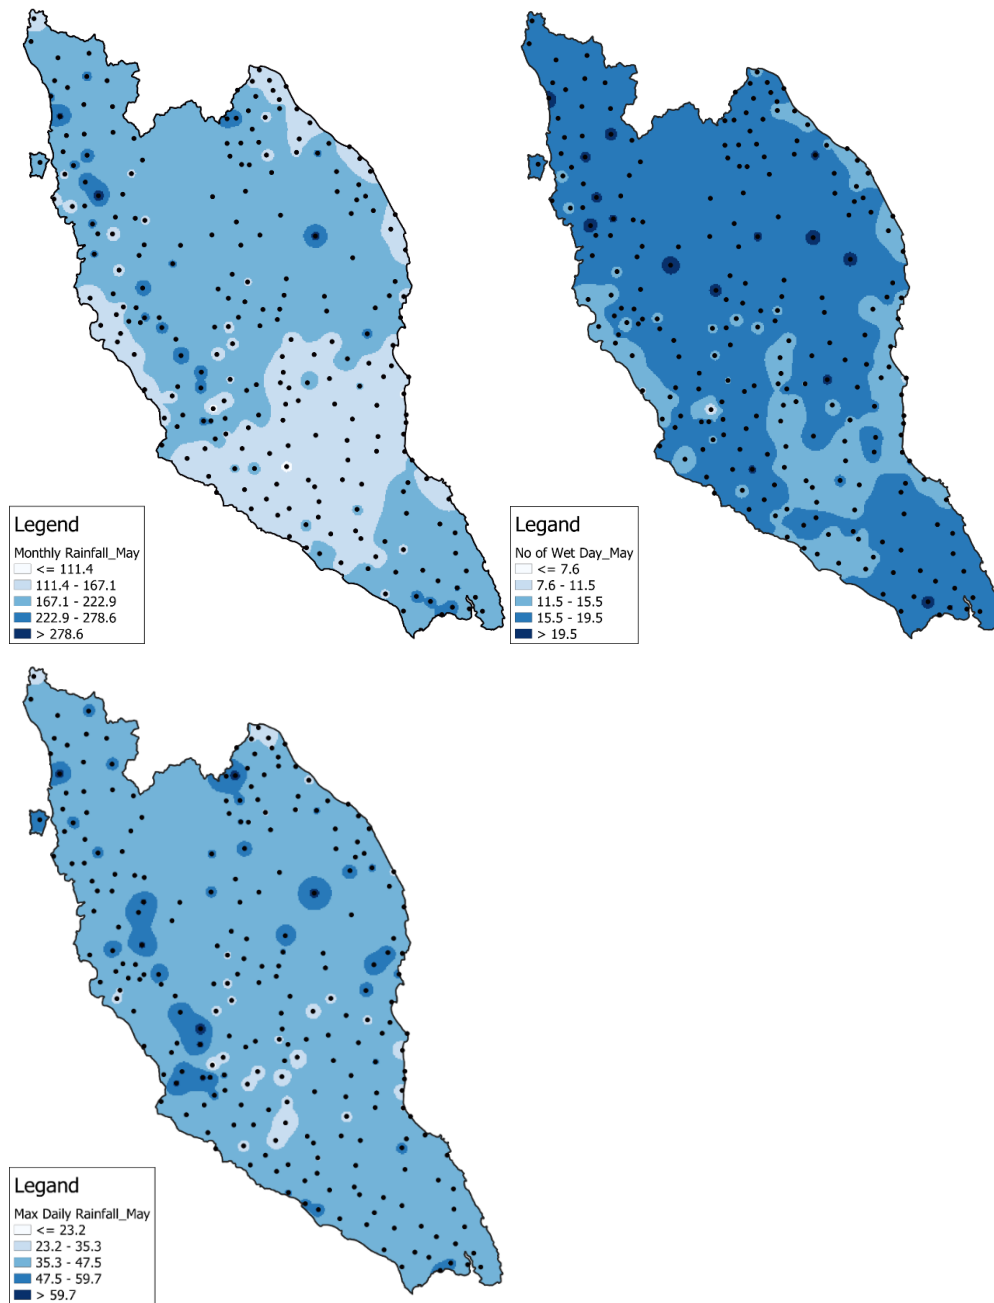 Legend
Monthly Rainfall_May
<= 111.4
111.4 - 167.1
167.1 - 222.9
222.9 - 278.6
> 278.6
Legand
No of Wet Day_May
<= 7.6
7.6 - 11.5
11.5 - 15.5
15.5 - 19.5
> 19.5
Legand
Max Daily Rainfall_May
<= 23.2
23.2 - 35.3
35.3 - 47.5
47.5 - 59.7
> 59.7